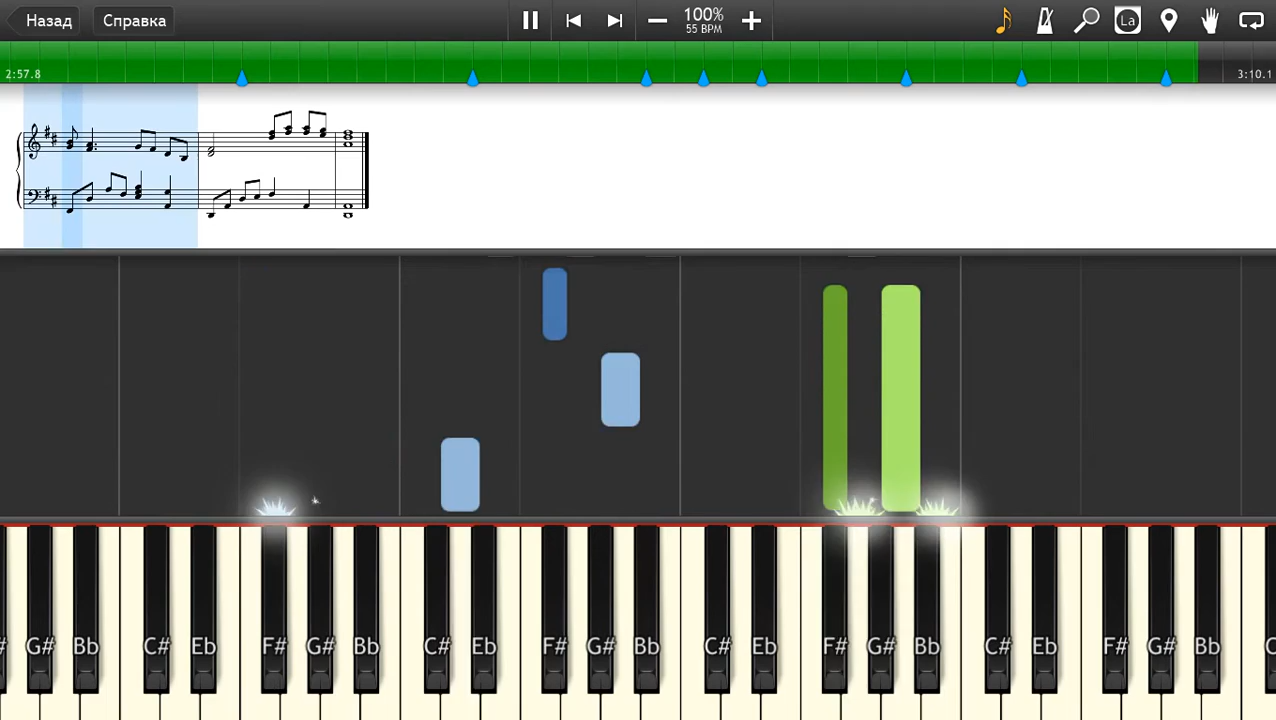 Назад Справка 100% La
55 BPM
2:57.8 3:10.1
# G# Bb C# Eb F# G# Bb C# Eb F# G# Bb C# Eb F# G# Bb C# Eb F# G# Bb C